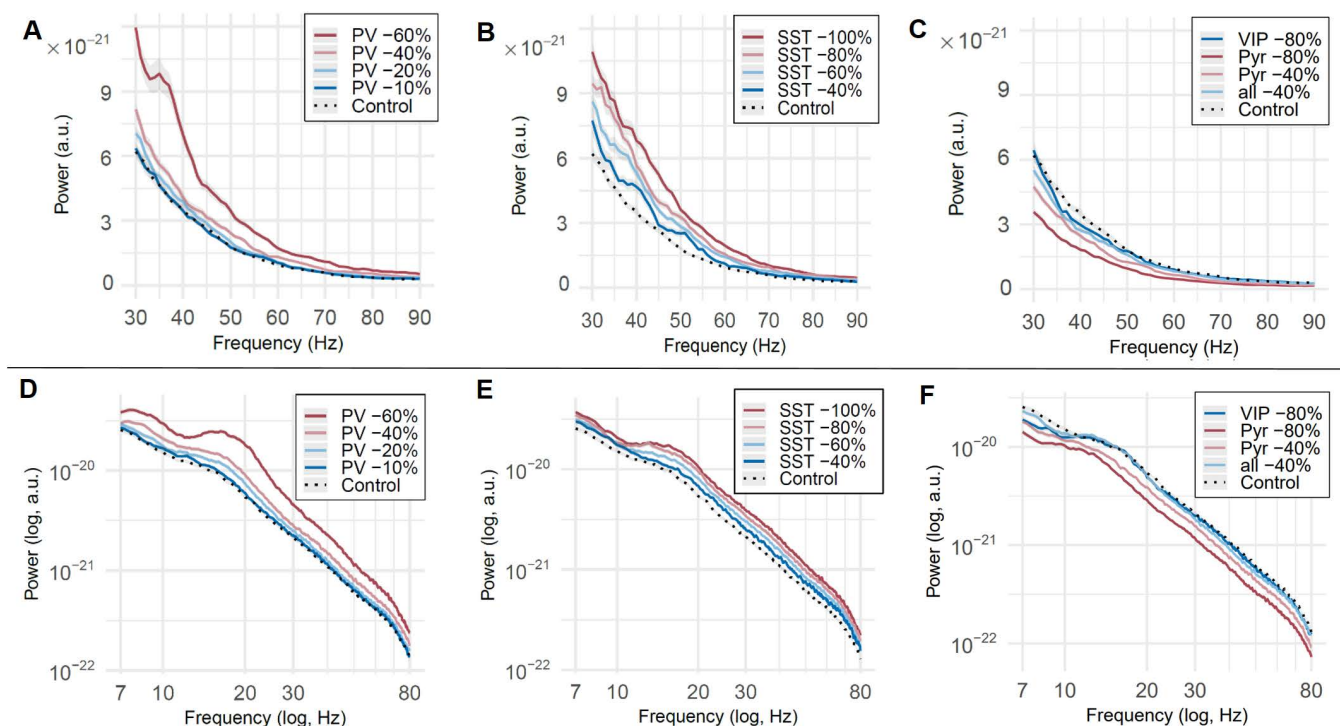 A
× 10⁻²¹
PV −60%
PV −40%
PV −20%
PV −10%
Control
9
6
3
0
Power (a.u.)
30 40 50 60 70 80 90
Frequency (Hz)
B
× 10⁻²¹
SST −100%
SST −80%
SST −60%
SST −40%
Control
9
6
3
0
Power (a.u.)
30 40 50 60 70 80 90
Frequency (Hz)
C
× 10⁻²¹
VIP −80%
Pyr −80%
Pyr −40%
all −40%
Control
9
6
3
0
Power (a.u.)
30 40 50 60 70 80 90
Frequency (Hz)
D
PV −60%
PV −40%
PV −20%
PV −10%
Control
10⁻²⁰
10⁻²¹
10⁻²²
Power (log, a.u.)
7 10 20 30 80
Frequency (log, Hz)
E
SST −100%
SST −80%
SST −60%
SST −40%
Control
10⁻²⁰
10⁻²¹
10⁻²²
Power (log, a.u.)
7 10 30 80
Frequency (log, Hz)
F
VIP −80%
Pyr −80%
Pyr −40%
all −40%
Control
10⁻²⁰
10⁻²¹
10⁻²²
Power (log, a.u.)
7 10 20 30 80
Frequency (log, Hz)